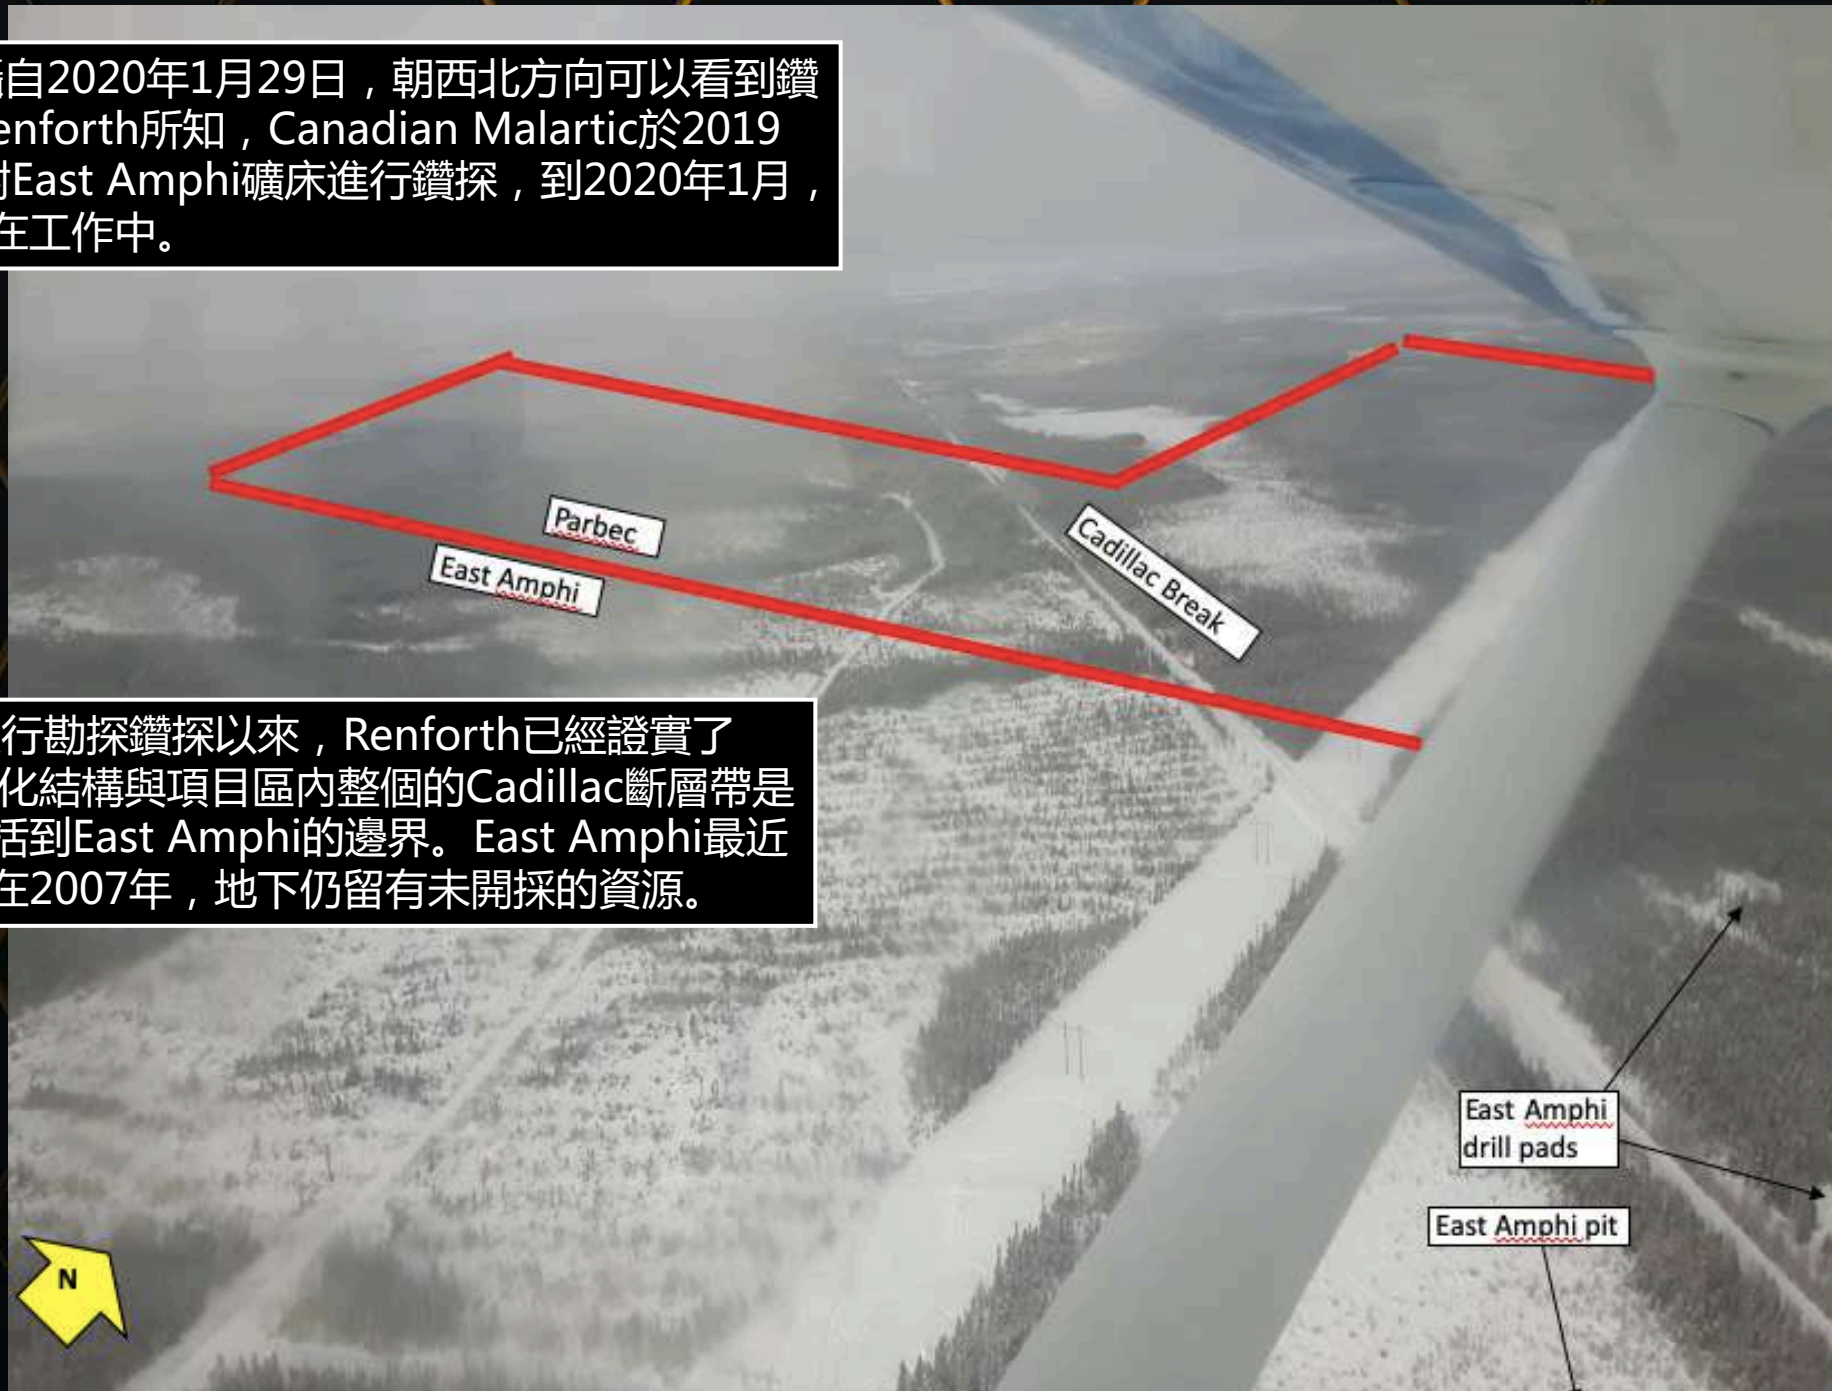 自2020年1月29日，朝西北方向可以看到鑽
enforth所知，Canadian Malartic於2019
East Amphi礦床進行鑽探，到2020年1月，
在工作中。
Parbec
East Amphi
Cadillac Break
行勘探鑽探以來，Renforth已經證實了
化結構與項目區內整個的Cadillac斷層帶是
括到East Amphi的邊界。East Amphi最近
在2007年，地下仍留有未開採的資源。
East Amphi
drill pads
East Amphi pit
N